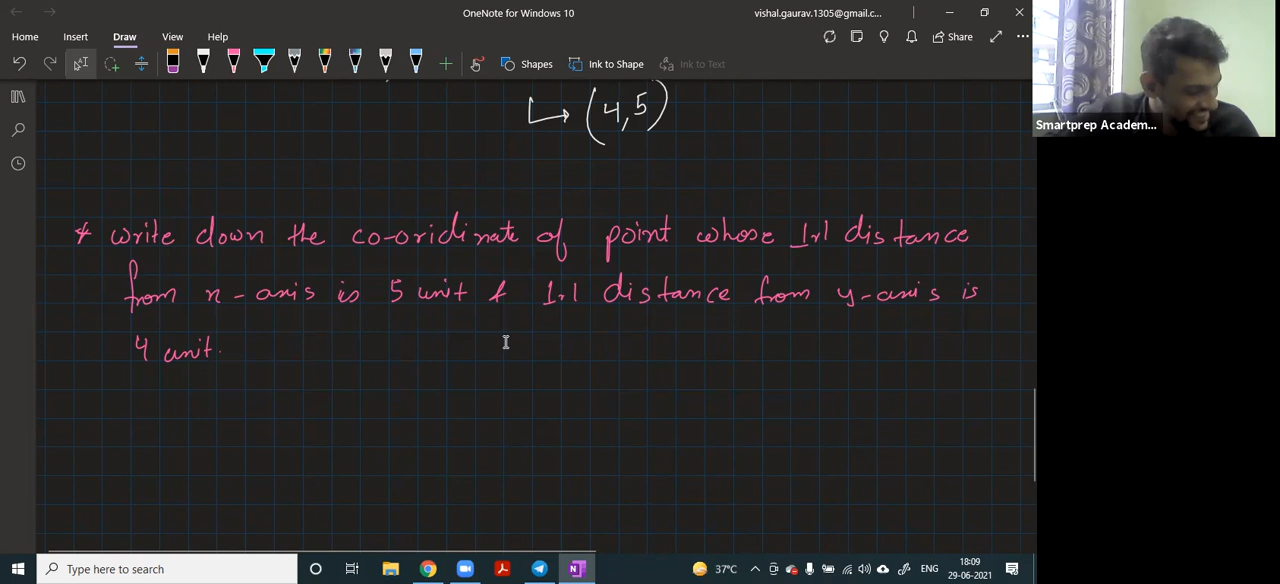 OneNote for Windows 10
vishal.gaurav.1305@gmail.c...
Home Insert Draw View Help
Share
Shapes Ink to Shape Ink to Text
(4,5)
Smartprep Academ...
* write down the co-oridinate of point whose ⊥rl distance
from x-axis is 5 unit & ⊥rl distance from y-axis is
4 unit.
Type here to search
37°C
ENG
18:09
29-06-2021